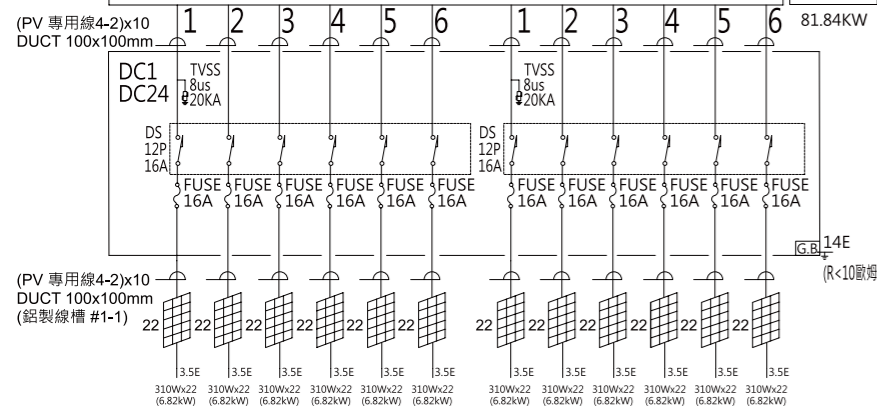 (PV 專用線4-2)x10
DUCT 100x100mm
1 2 3 4 5 6 1 2 3 4 5 6
81.84KW
DC1
DC24
TVSS
8us
20KA
TVSS
8us
20KA
DS
12P
16A
DS
12P
16A
FUSE FUSE FUSE FUSE FUSE FUSE FUSE FUSE FUSE FUSE FUSE FUSE
16A 16A 16A 16A 16A 16A 16A 16A 16A 16A 16A 16A
G.B 14E
(R<10歐姆
(PV 專用線4-2)x10
DUCT 100x100mm
(鋁製線槽 #1-1)
22 22 22 22 22 22 22 22 22 22 22 22
3.5E 3.5E 3.5E 3.5E 3.5E 3.5E 3.5E 3.5E 3.5E 3.5E 3.5E 3.5E
310Wx22 310Wx22 310Wx22 310Wx22 310Wx22 310Wx22 310Wx22 310Wx22 310Wx22 310Wx22 310Wx22 310Wx22
(6.82kW) (6.82kW) (6.82kW) (6.82kW) (6.82kW) (6.82kW) (6.82kW) (6.82kW) (6.82kW) (6.82kW) (6.82kW) (6.82kW)